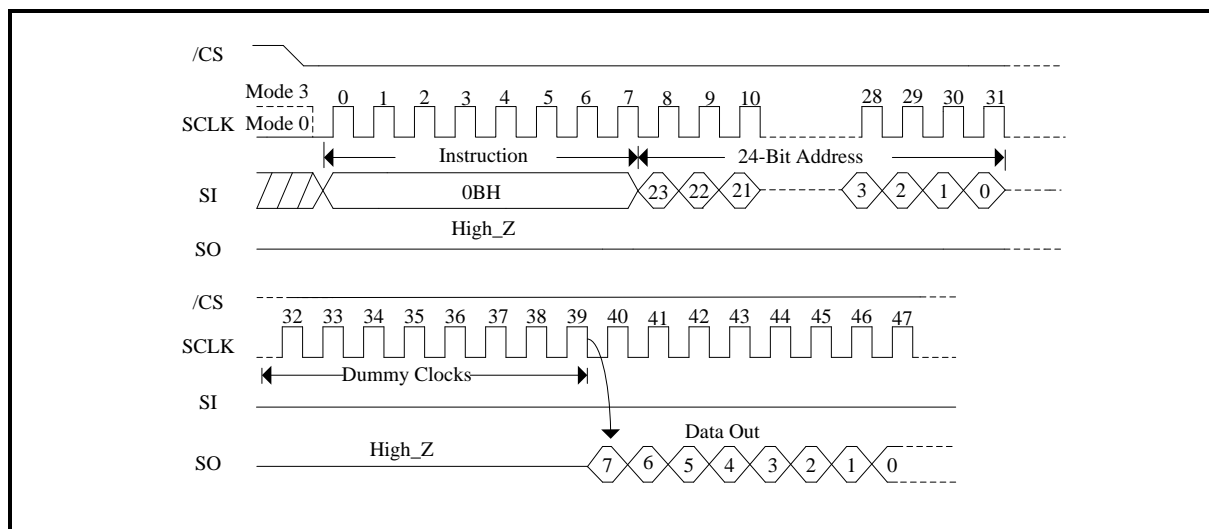 /CS
Mode 3
0 1 2 3 4 5 6 7 8 9 10 28 29 30 31
SCLK Mode 0
Instruction 24-Bit Address
SI 0BH 23 22 21 3 2 1 0
High_Z
SO
/CS
32 33 34 35 36 37 38 39 40 41 42 43 44 45 46 47
SCLK
Dummy Clocks
SI
Data Out
High_Z
SO 7 6 5 4 3 2 1 0